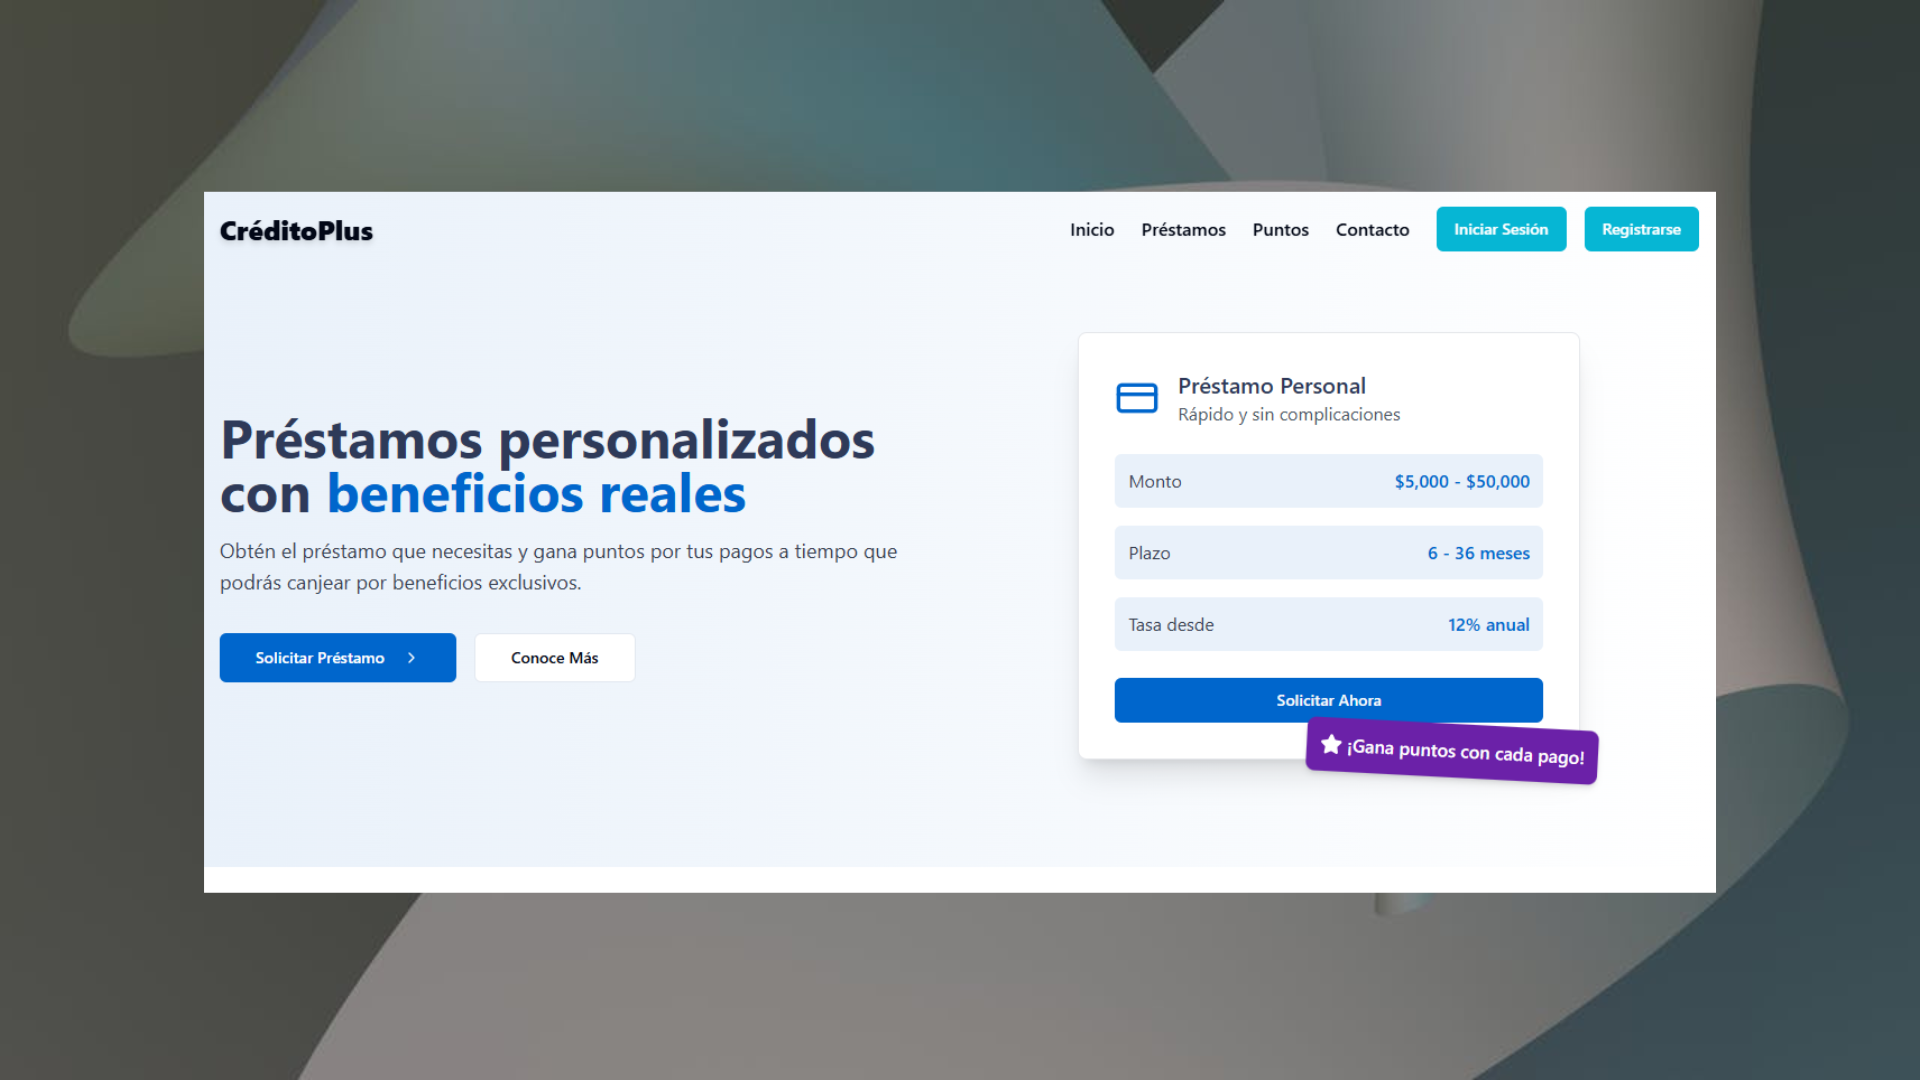 CréditoPlus
Inicio Préstamos Puntos Contacto Iniciar Sesión Registrarse
Préstamos personalizados
con beneficios reales
Obtén el préstamo que necesitas y gana puntos por tus pagos a tiempo que
podrás canjear por beneficios exclusivos.
Solicitar Préstamo
Conoce Más
Préstamo Personal
Rápido y sin complicaciones
Monto $5,000 - $50,000
Plazo 6 - 36 meses
Tasa desde 12% anual
Solicitar Ahora
¡Gana puntos con cada pago!